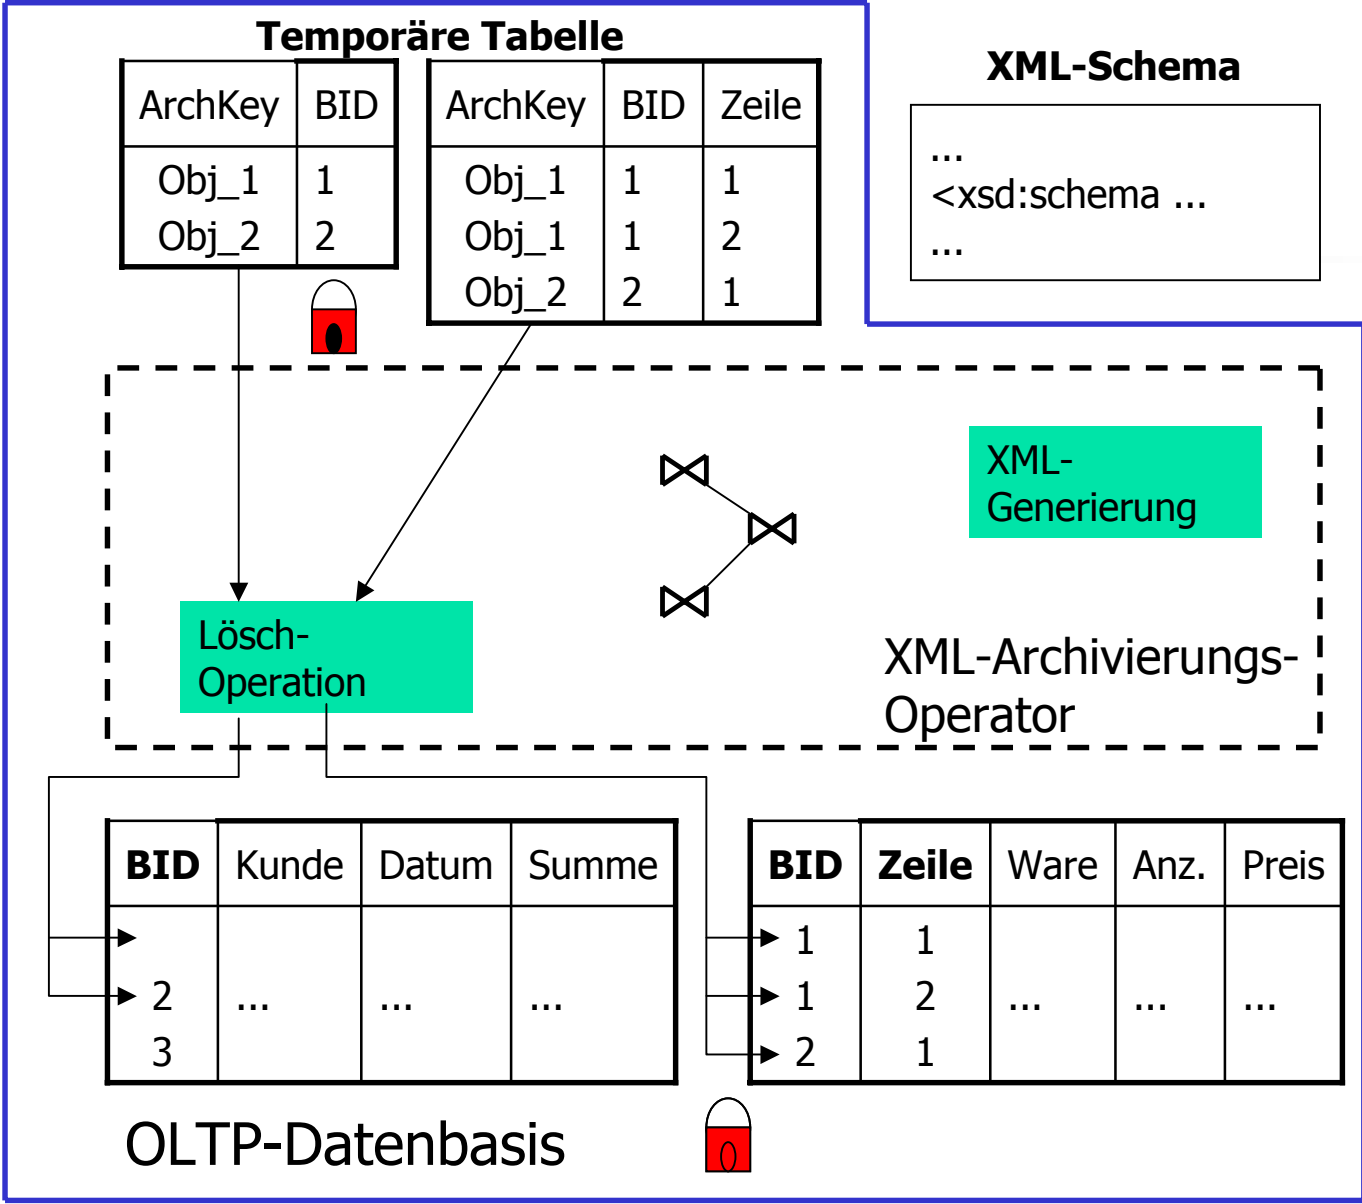 Temporäre Tabelle
XML-Schema
ArchKey BID
Obj_1 1
Obj_2 2
ArchKey BID Zeile
Obj_1 1 1
Obj_1 1 2
Obj_2 2 1
...
<xsd:schema ...
...
XML-
Generierung
Lösch-
Operation
XML-Archivierungs-
Operator
BID Kunde Datum Summe
2 ... ... ...
3
BID Zeile Ware Anz. Preis
1 1
1 2 ... ... ...
2 1
OLTP-Datenbasis